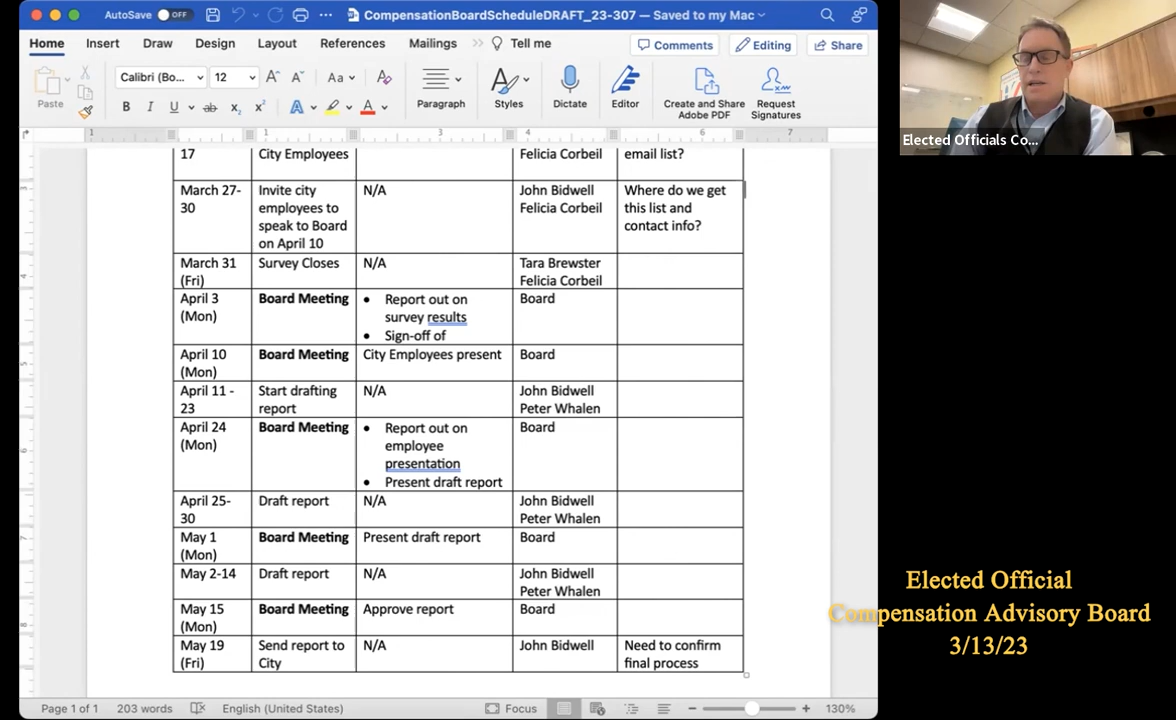 AutoSave OFF CompensationBoardScheduleDRAFT_23-307 — Saved to my Mac
Home Insert Draw Design Layout References Mailings Tell me Comments Editing Share
Paste
Calibri (Bo... 12 A A Aa A
B I U ab x₂ x² A A
Paragraph Styles Dictate Editor Create and Share Adobe PDF Request Signatures
1 1 3 4 6 7
17 City Employees Felicia Corbeil email list?
March 27- Invite city N/A John Bidwell Where do we get
30 employees to Felicia Corbeil this list and
speak to Board contact info?
on April 10
March 31 Survey Closes N/A Tara Brewster
(Fri) Felicia Corbeil
April 3 Board Meeting • Report out on Board
(Mon) survey results
• Sign-off of
April 10 Board Meeting City Employees present Board
(Mon)
April 11 - Start drafting N/A John Bidwell
23 report Peter Whalen
April 24 Board Meeting • Report out on Board
(Mon) employee
presentation
• Present draft report
April 25- Draft report N/A John Bidwell
30 Peter Whalen
May 1 Board Meeting Present draft report Board
(Mon)
May 2-14 Draft report N/A John Bidwell
Peter Whalen
May 15 Board Meeting Approve report Board
(Mon)
May 19 Send report to N/A John Bidwell Need to confirm
(Fri) City final process
Page 1 of 1 203 words English (United States) Focus 130%
Elected Officials Co...
Elected Official
Compensation Advisory Board
3/13/23